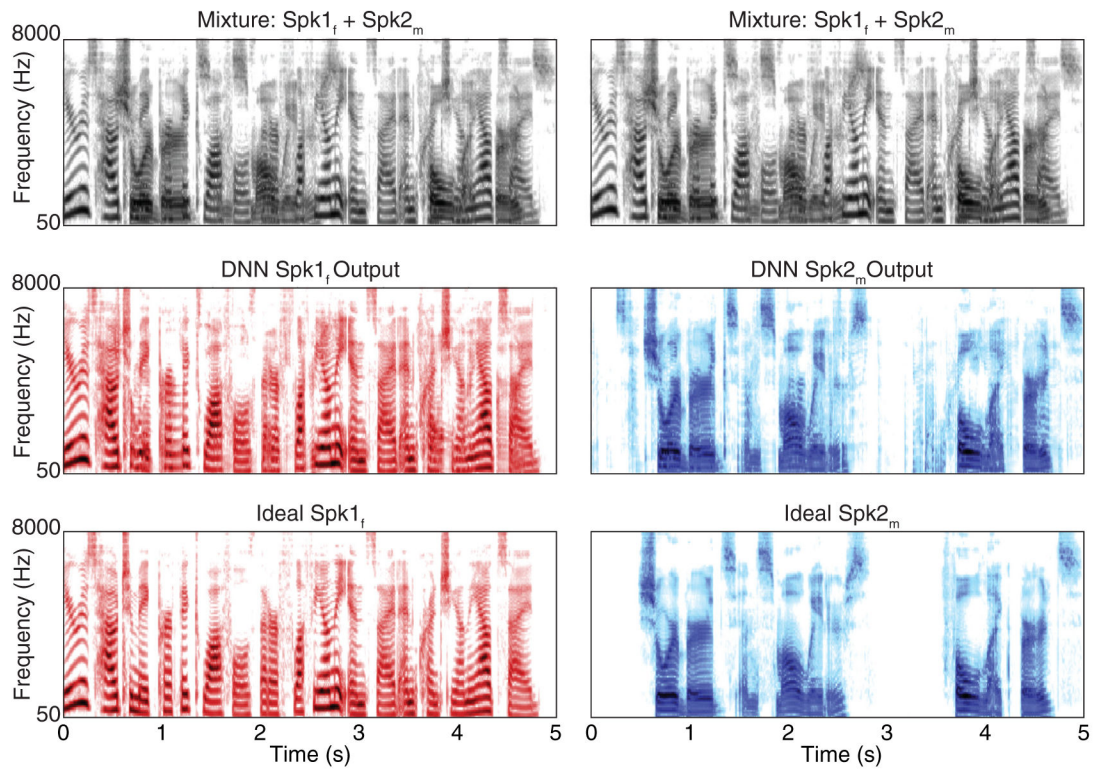 Mixture: Spk1f + Spk2m
Mixture: Spk1f + Spk2m
8000
Frequency (Hz)
50
DNN Spk1f Output
DNN Spk2m Output
8000
Frequency (Hz)
50
Ideal Spk1f
Ideal Spk2m
8000
Frequency (Hz)
50
0 1 2 3 4 5
0 1 2 3 4 5
Time (s)
Time (s)